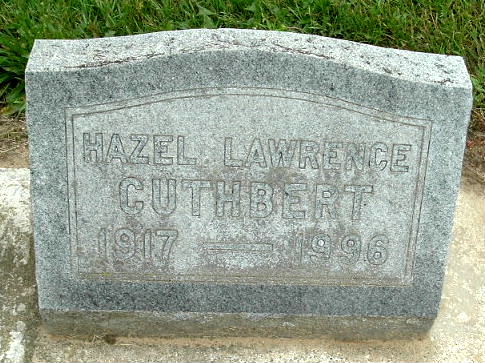 HAZEL LAWRENCE
CUTHBERT
1917 — 1996